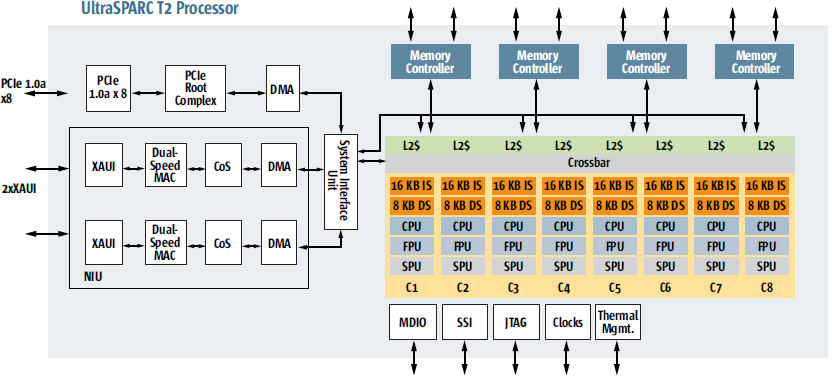 UltraSPARC T2 Processor
Memory
Controller
Memory
Controller
Memory
Controller
Memory
Controller
PCIe 1.0a
x8
PCIe
1.0a x 8
PCIe
Root
Complex
DMA
2xXAUI
XAUI
Dual-
Speed
MAC
CoS
DMA
XAUI
Dual-
Speed
MAC
CoS
DMA
NIU
System Interface
Unit
L2$ L2$ L2$ L2$ L2$ L2$ L2$ L2$
Crossbar
16 KB IS 16 KB IS 16 KB IS 16 KB IS 16 KB IS 16 KB IS 16 KB IS 16 KB IS
8 KB DS 8 KB DS 8 KB DS 8 KB DS 8 KB DS 8 KB DS 8 KB DS 8 KB DS
CPU CPU CPU CPU CPU CPU CPU CPU
FPU FPU FPU FPU FPU FPU FPU FPU
SPU SPU SPU SPU SPU SPU SPU SPU
C1 C2 C3 C4 C5 C6 C7 C8
MDIO
SSI
JTAG
Clocks
Thermal
Mgmt.